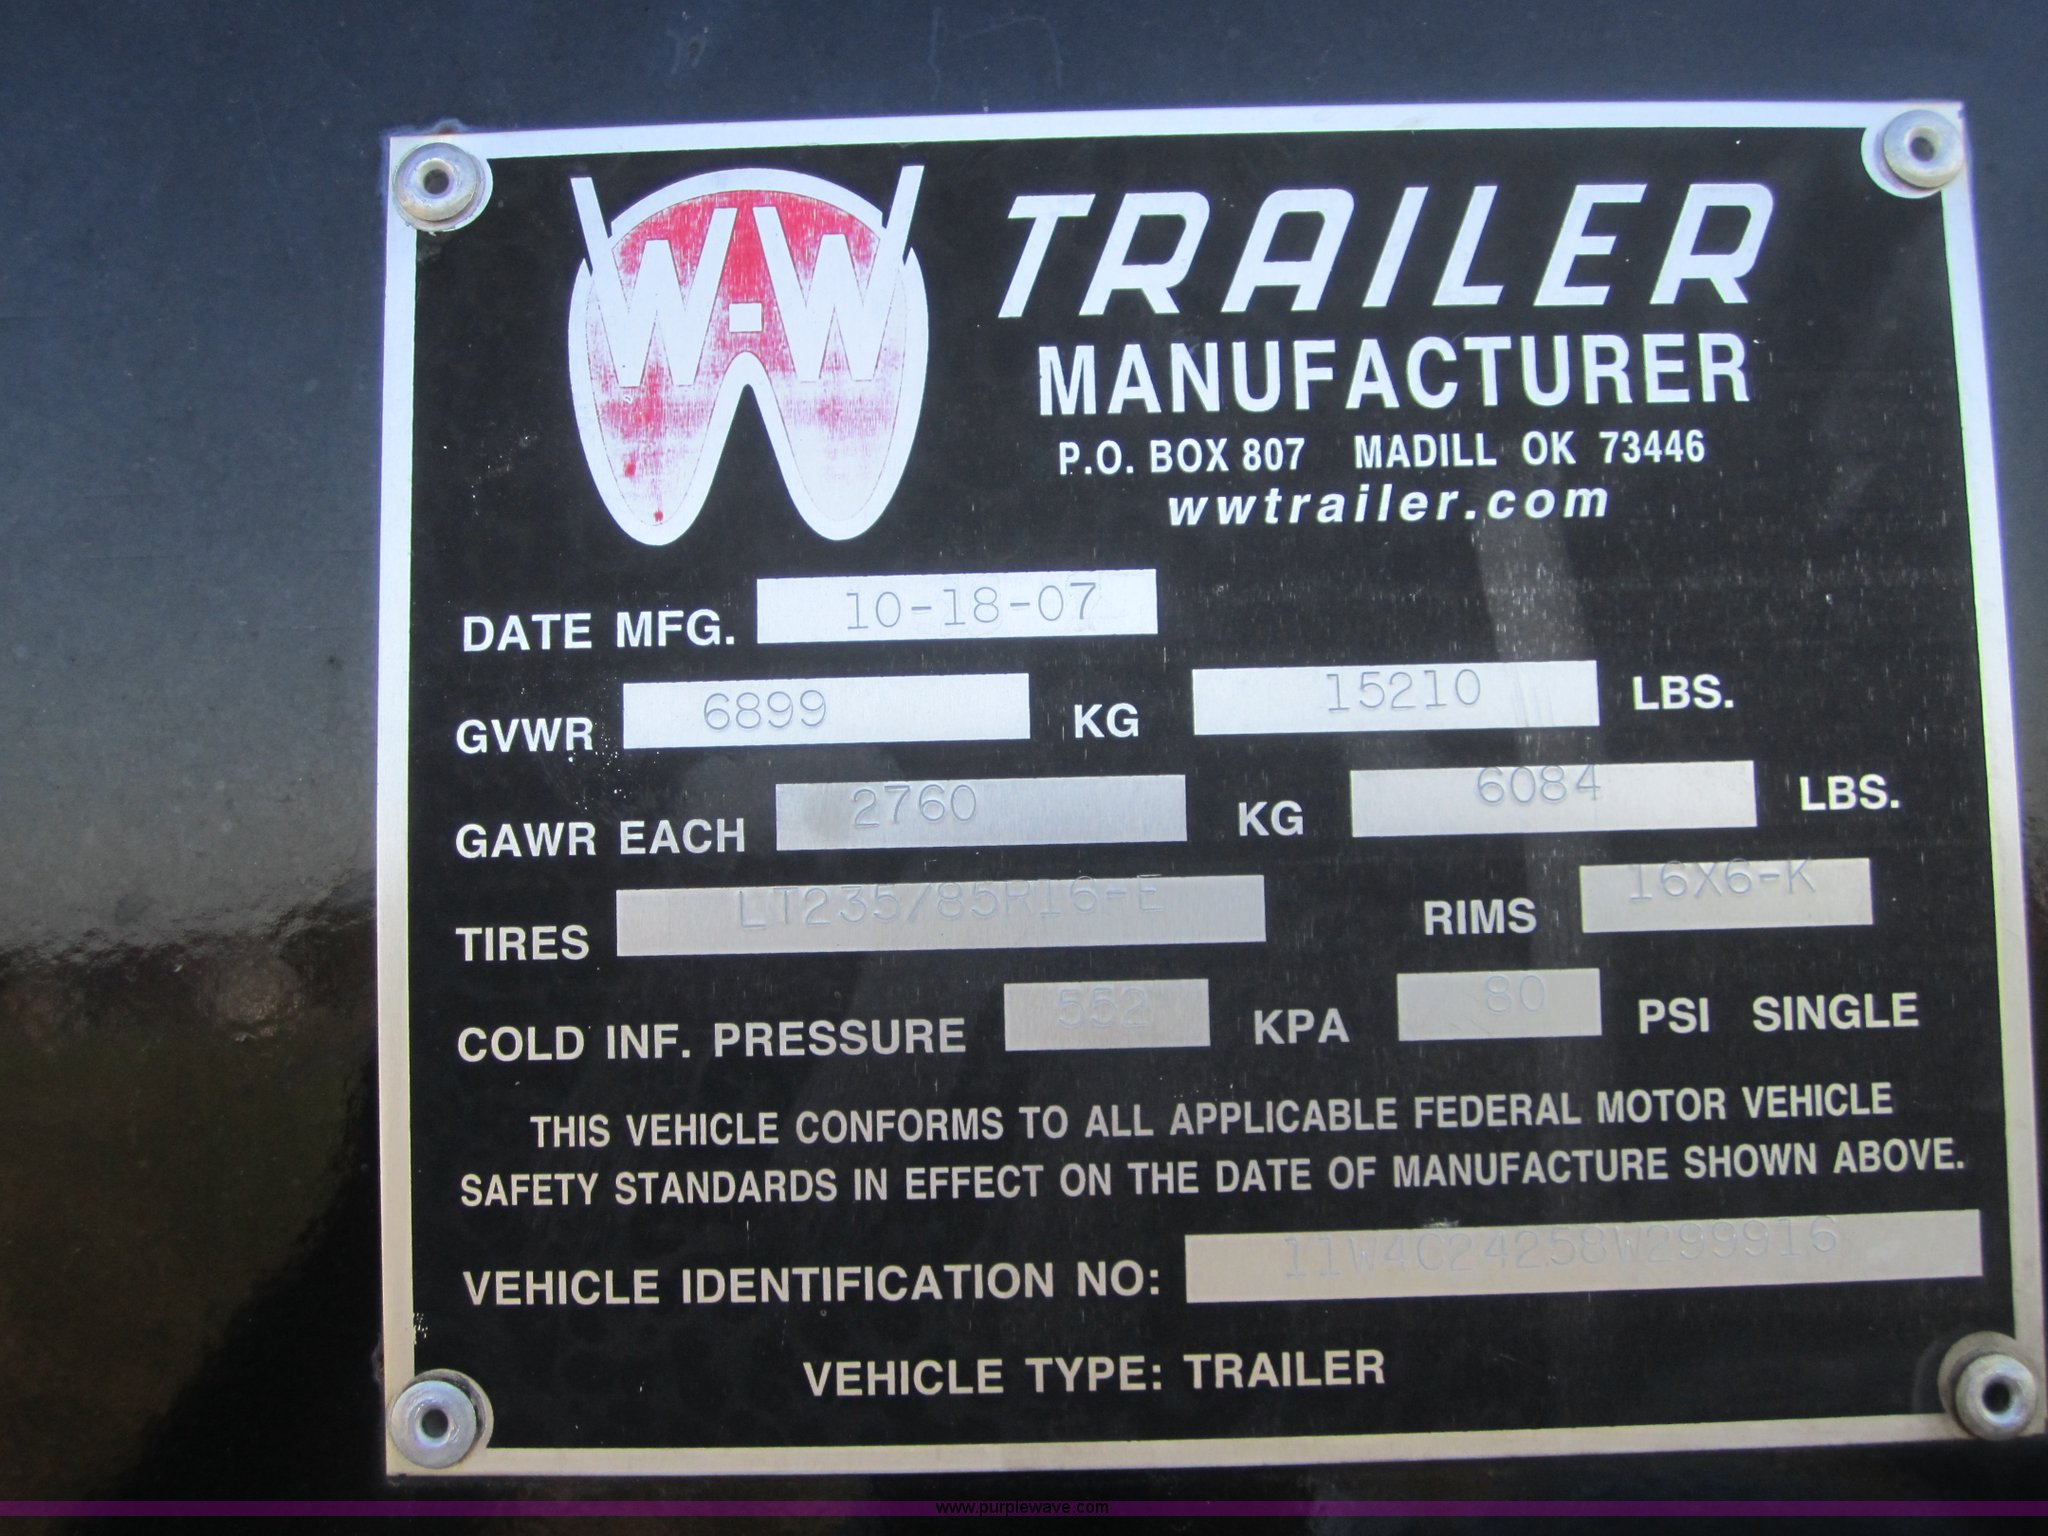 W-W
TRAILER
MANUFACTURER
P.O. BOX 807 MADILL OK 73446
wwtrailer.com
DATE MFG. 10-18-07
GVWR 6899 KG 15210 LBS.
GAWR EACH 2760 KG 6084 LBS.
TIRES LT235/85R16-E RIMS 16X6-K
COLD INF. PRESSURE 552 KPA 80 PSI SINGLE
THIS VEHICLE CONFORMS TO ALL APPLICABLE FEDERAL MOTOR VEHICLE
SAFETY STANDARDS IN EFFECT ON THE DATE OF MANUFACTURE SHOWN ABOVE.
VEHICLE IDENTIFICATION NO: 11W4C24258W299916
VEHICLE TYPE: TRAILER
www.purplewave.com